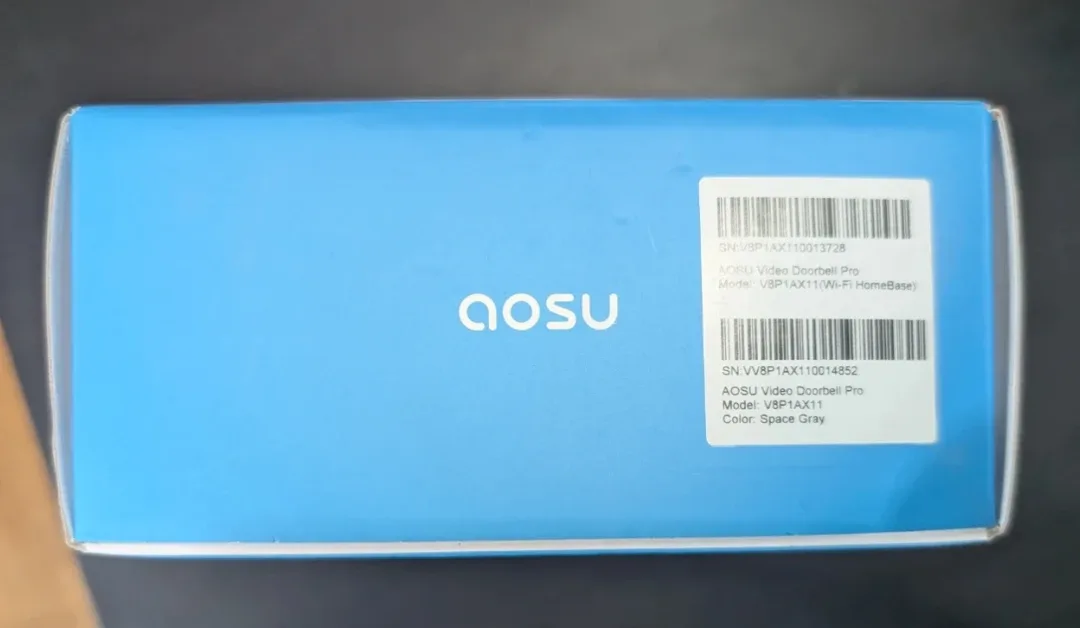 aosu
SN:V8P1AX110013728
AOSU Video Doorbell Pro
Model: V8P1AX11(Wi-Fi HomeBase)
SN:VV8P1AX110014852
AOSU Video Doorbell Pro
Model: V8P1AX11
Color: Space Gray